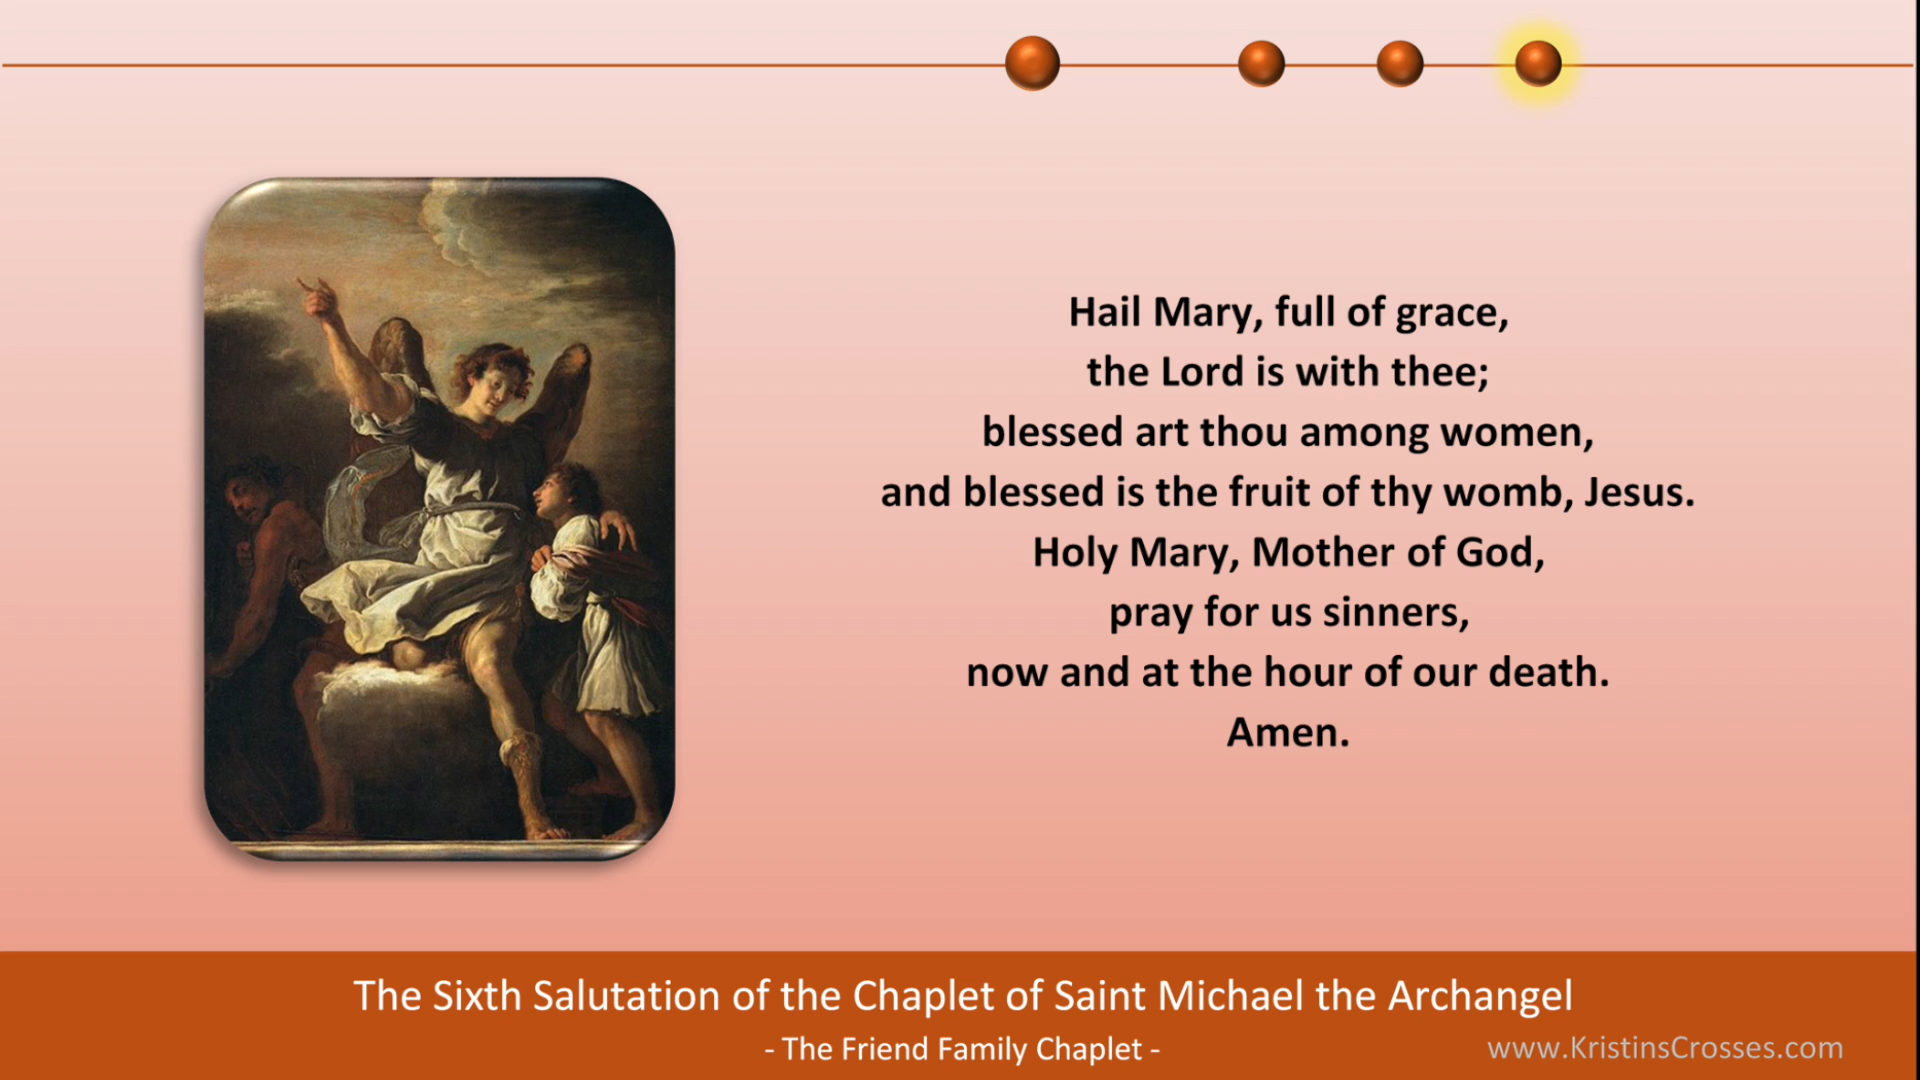 Hail Mary, full of grace,
the Lord is with thee;
blessed art thou among women,
and blessed is the fruit of thy womb, Jesus.
Holy Mary, Mother of God,
pray for us sinners,
now and at the hour of our death.
Amen.
The Sixth Salutation of the Chaplet of Saint Michael the Archangel
- The Friend Family Chaplet -
www.KristinsCrosses.com